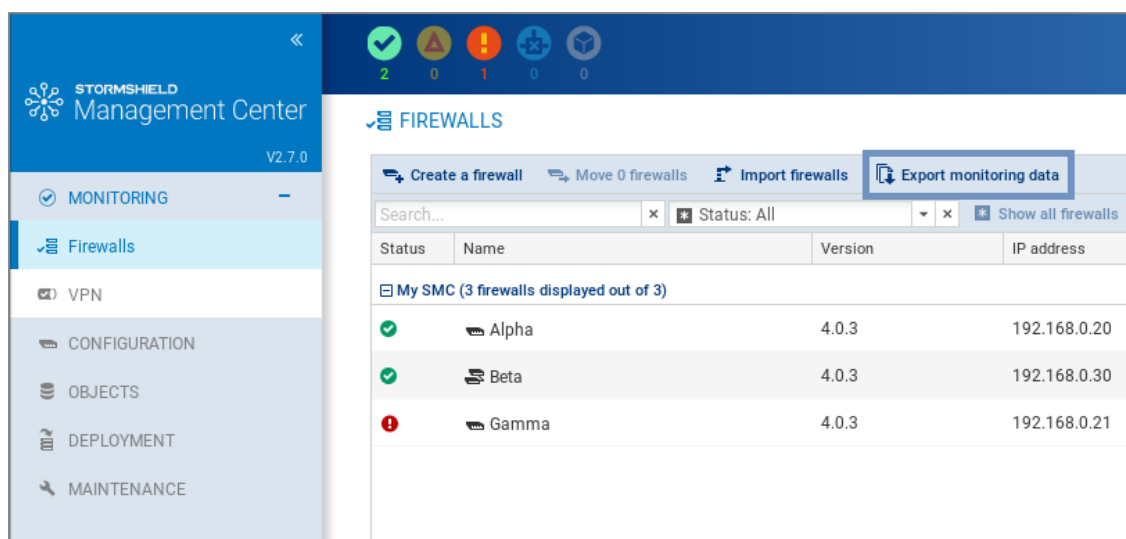 «
STORMSHIELD
Management Center
V2.7.0
MONITORING
Firewalls
VPN
CONFIGURATION
OBJECTS
DEPLOYMENT
MAINTENANCE
2 0 1 0 0
FIREWALLS
Create a firewall Move 0 firewalls Import firewalls Export monitoring data
Search... Status: All Show all firewalls
Status Name Version IP address
My SMC (3 firewalls displayed out of 3)
Alpha 4.0.3 192.168.0.20
Beta 4.0.3 192.168.0.30
Gamma 4.0.3 192.168.0.21